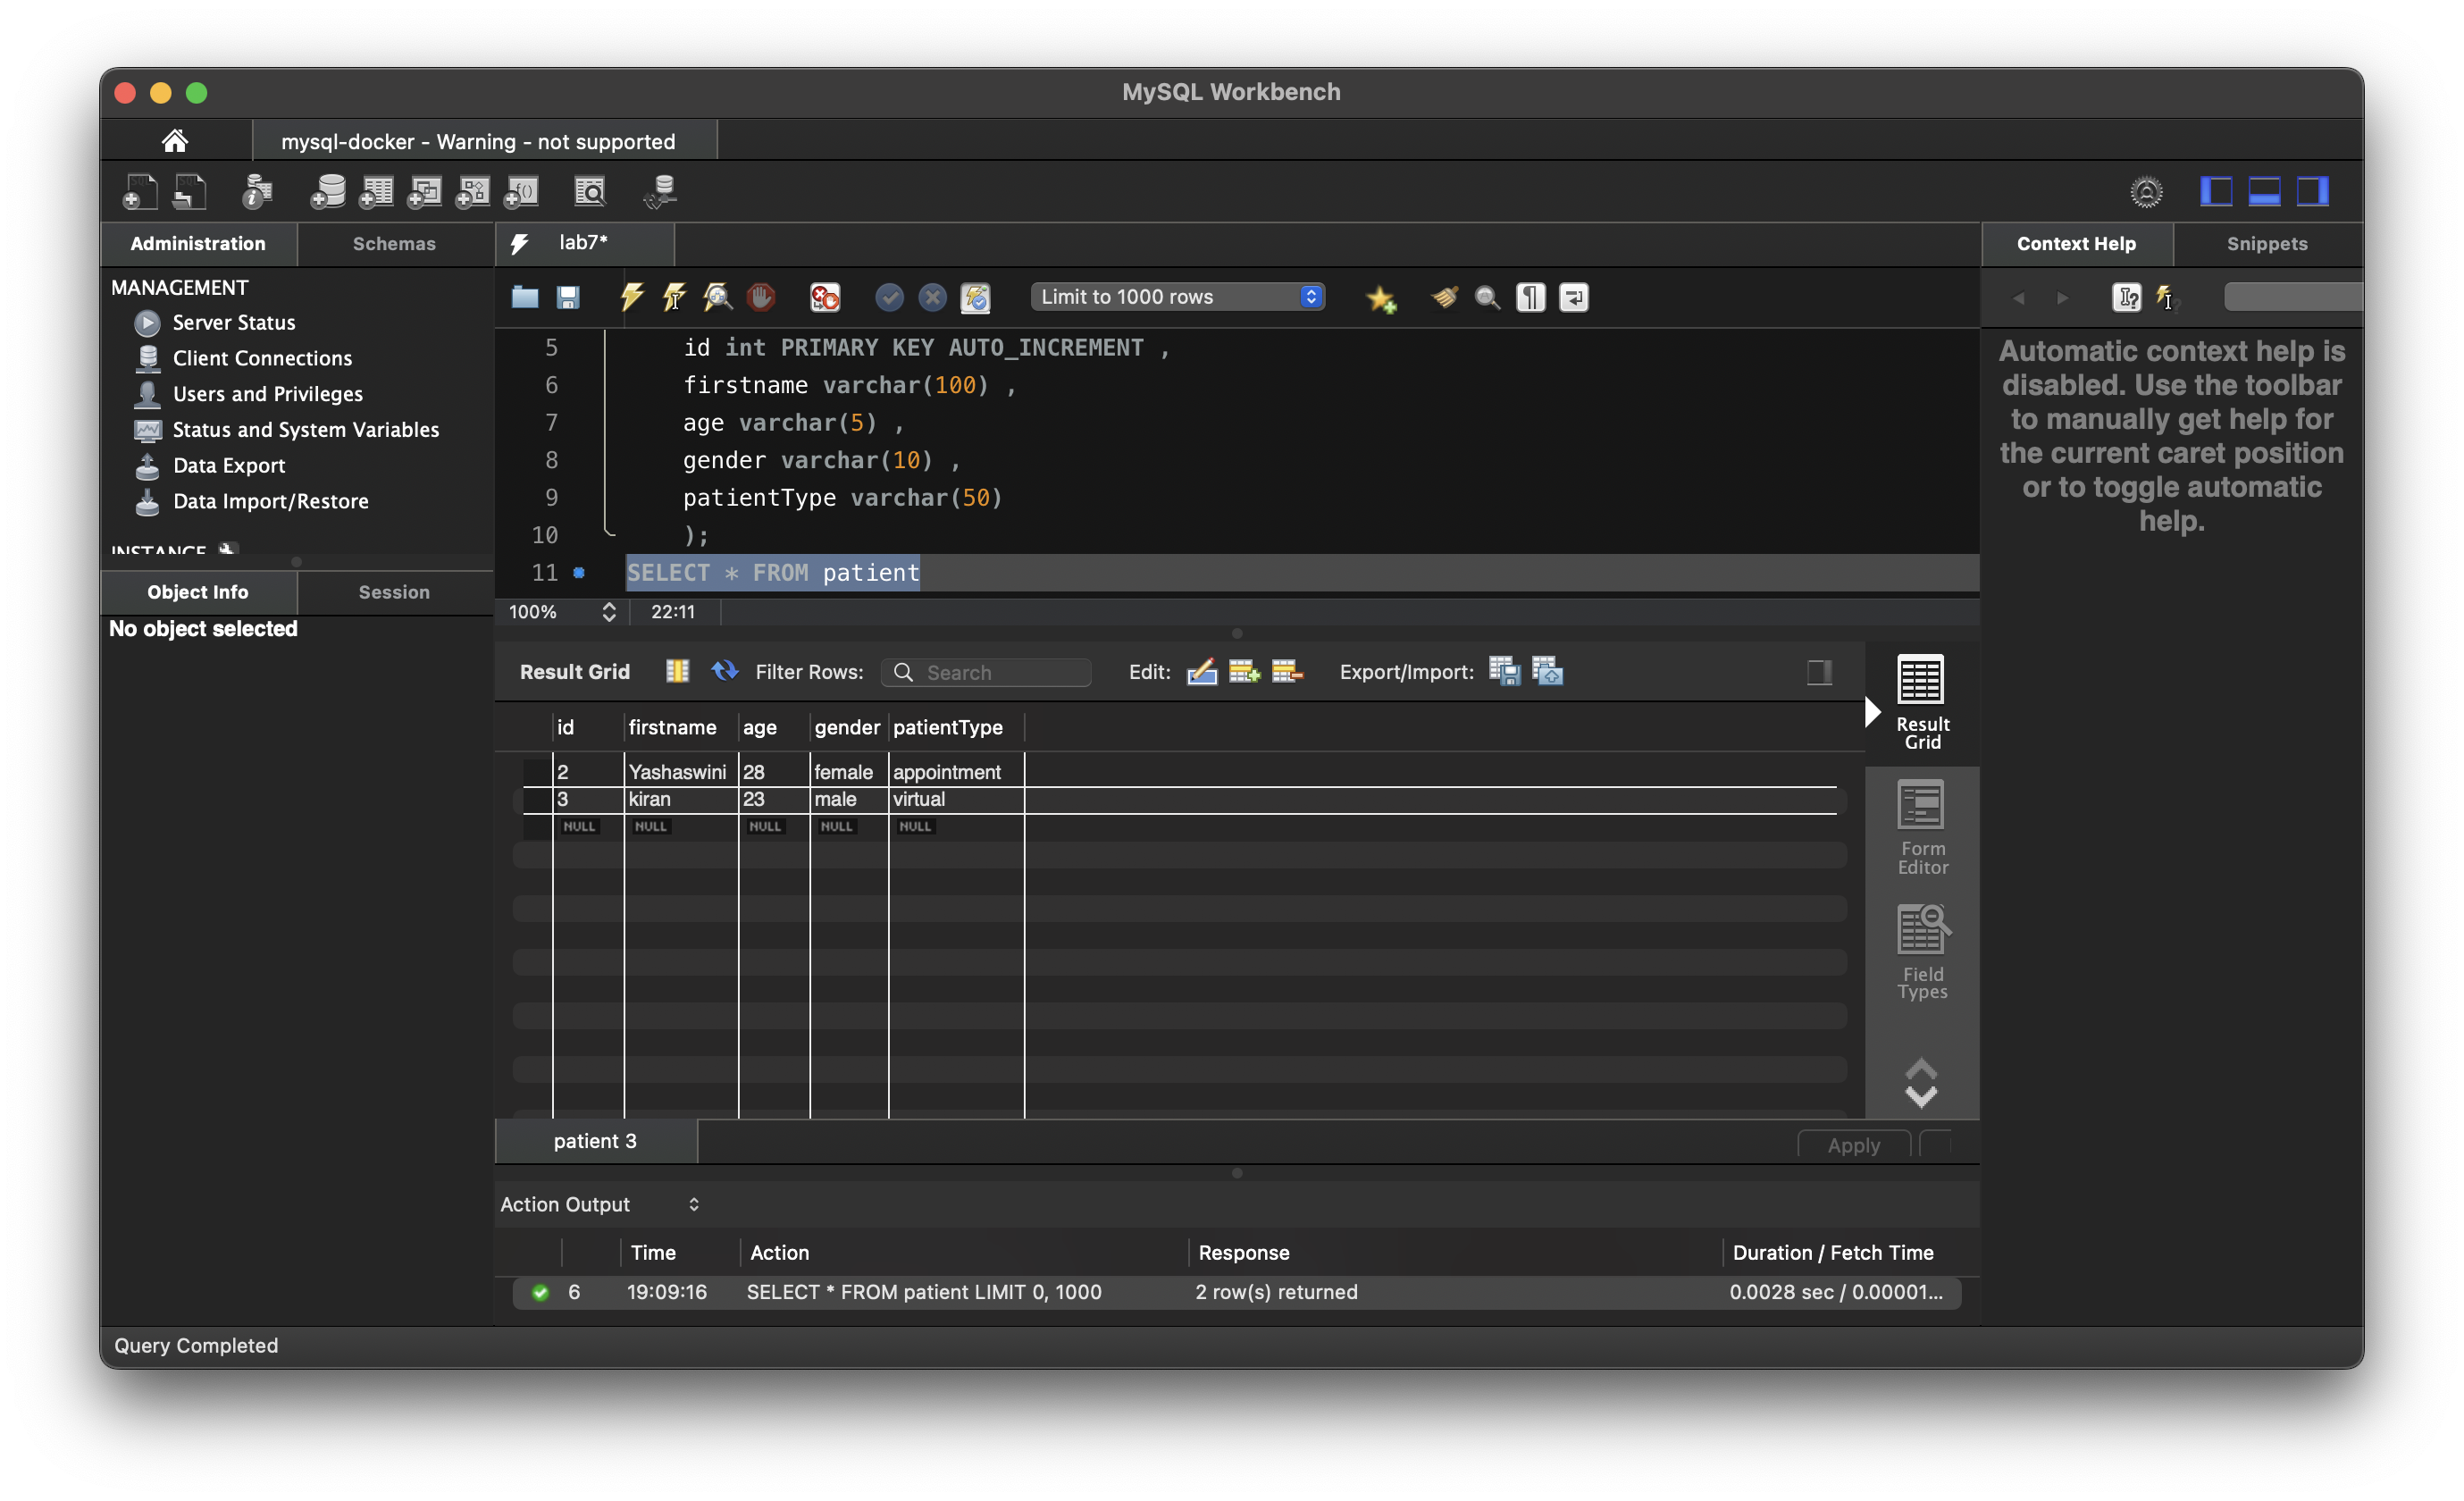 MySQL Workbench
mysql-docker - Warning - not supported
Administration
Schemas
MANAGEMENT
Server Status
Client Connections
Users and Privileges
Status and System Variables
Data Export
Data Import/Restore
INSTANCE
Object Info
Session
No object selected
lab7*
Limit to 1000 rows
5 id int PRIMARY KEY AUTO_INCREMENT ,
6 firstname varchar(100) ,
7 age varchar(5) ,
8 gender varchar(10) ,
9 patientType varchar(50)
10 );
11 SELECT * FROM patient
100% 22:11
Result Grid Filter Rows: Search Edit: Export/Import:
id firstname age gender patientType
2 Yashaswini 28 female appointment
3 kiran 23 male virtual
NULL NULL NULL NULL NULL
Result
Grid
Form
Editor
Field
Types
patient 3
Apply
Action Output
Time Action Response Duration / Fetch Time
6 19:09:16 SELECT * FROM patient LIMIT 0, 1000 2 row(s) returned 0.0028 sec / 0.00001...
Query Completed
Context Help
Snippets
Automatic context help is
disabled. Use the toolbar
to manually get help for
the current caret position
or to toggle automatic
help.